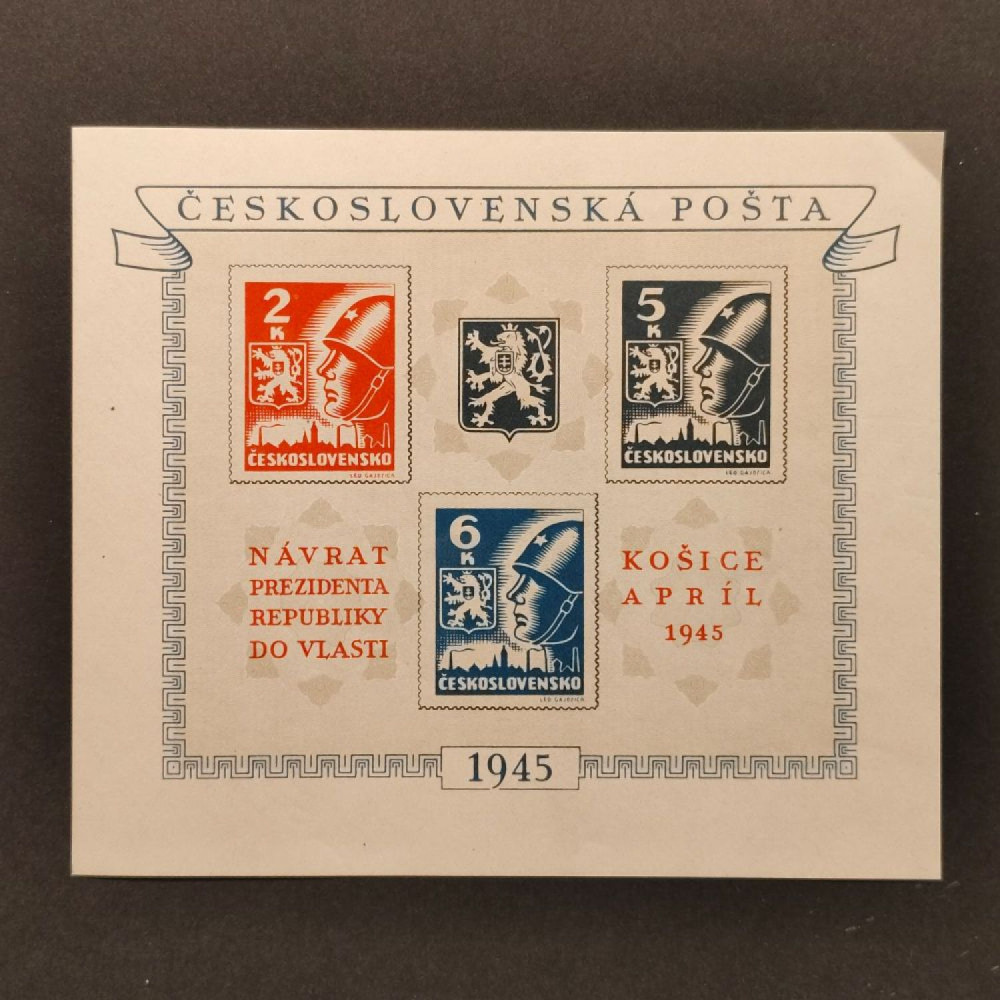 ČESKOSLOVENSKÁ POŠTA
2
K
ČESKOSLOVENSKO
5
K
ČESKOSLOVENSKO
NÁVRAT
PREZIDENTA
REPUBLIKY
DO VLASTI
6
K
ČESKOSLOVENSKO
KOŠICE
APRÍL
1945
1945